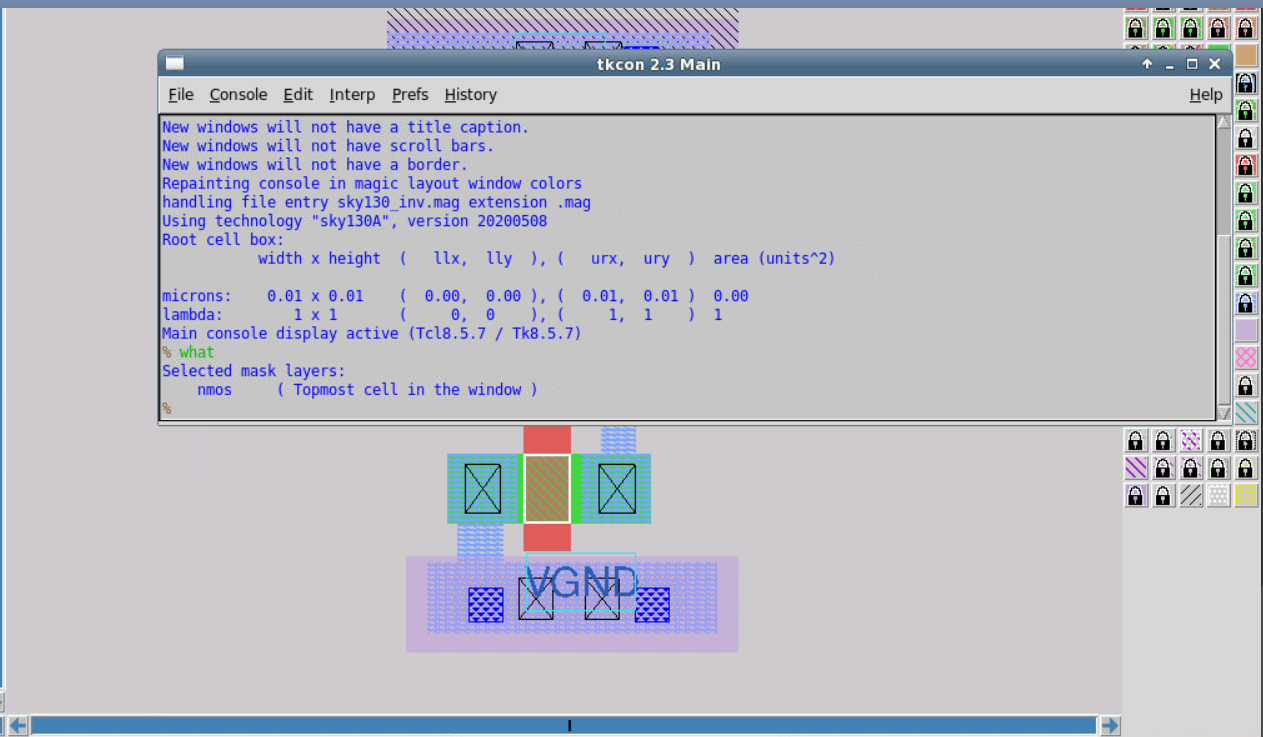 tkcon 2.3 Main
File Console Edit Interp Prefs History Help
New windows will not have a title caption.
New windows will not have scroll bars.
New windows will not have a border.
Repainting console in magic layout window colors
handling file entry sky130_inv.mag extension .mag
Using technology "sky130A", version 20200508
Root cell box:
width x height ( llx, lly ), ( urx, ury ) area (units^2)
microns: 0.01 x 0.01 ( 0.00, 0.00 ), ( 0.01, 0.01 ) 0.00
lambda: 1 x 1 ( 0, 0 ), ( 1, 1 ) 1
Main console display active (Tcl8.5.7 / Tk8.5.7)
% what
Selected mask layers:
nmos ( Topmost cell in the window )
%
VGND